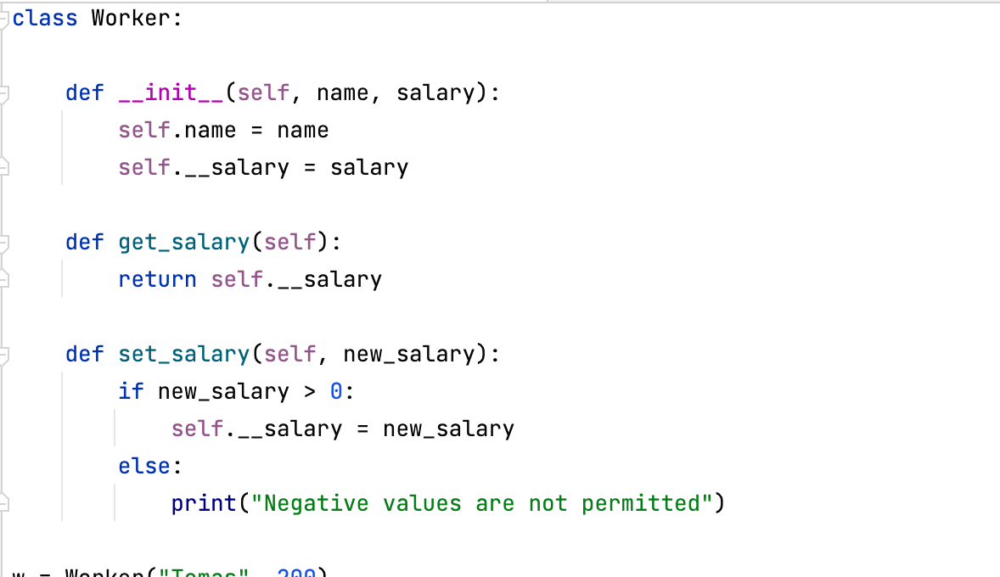 class Worker:
def __init__(self, name, salary):
self.name = name
self.__salary = salary
def get_salary(self):
return self.__salary
def set_salary(self, new_salary):
if new_salary > 0:
self.__salary = new_salary
else:
print("Negative values are not permitted")
w = Worker("Tomas", 200)